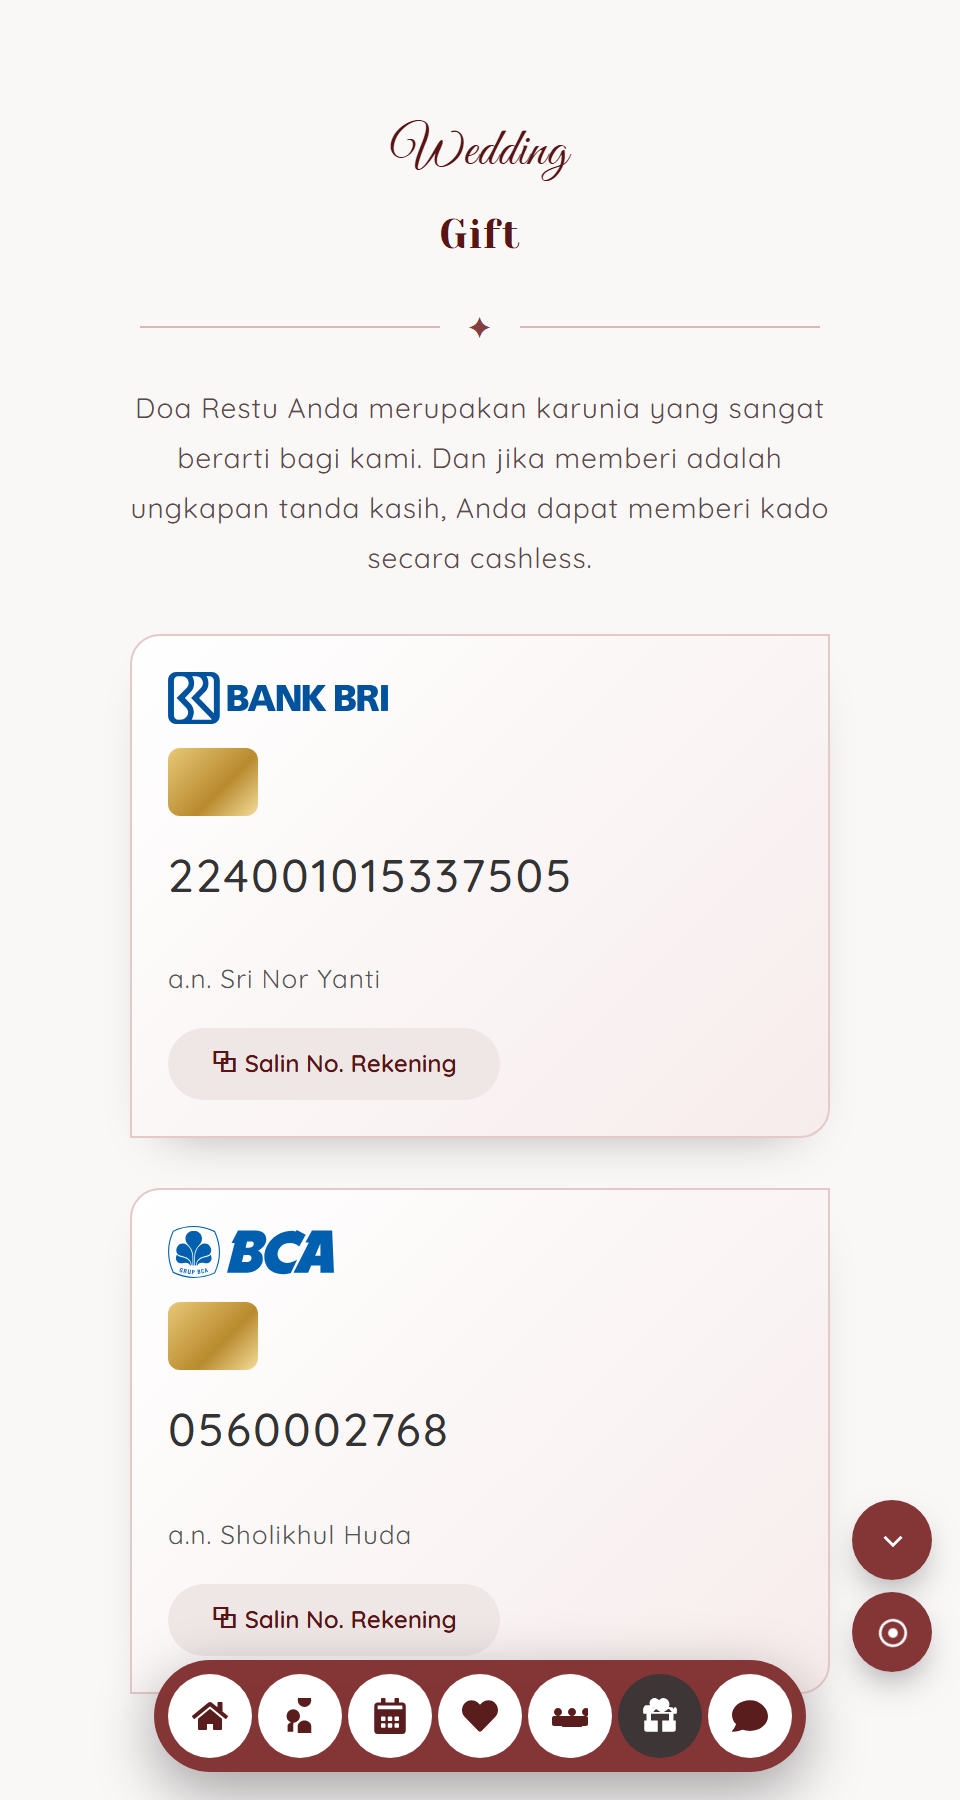 Wedding
Gift
Doa Restu Anda merupakan karunia yang sangat
berarti bagi kami. Dan jika memberi adalah
ungkapan tanda kasih, Anda dapat memberi kado
secara cashless.
BANK BRI
224001015337505
a.n. Sri Nor Yanti
Salin No. Rekening
GRUP BCA
BCA
0560002768
a.n. Sholikhul Huda
Salin No. Rekening